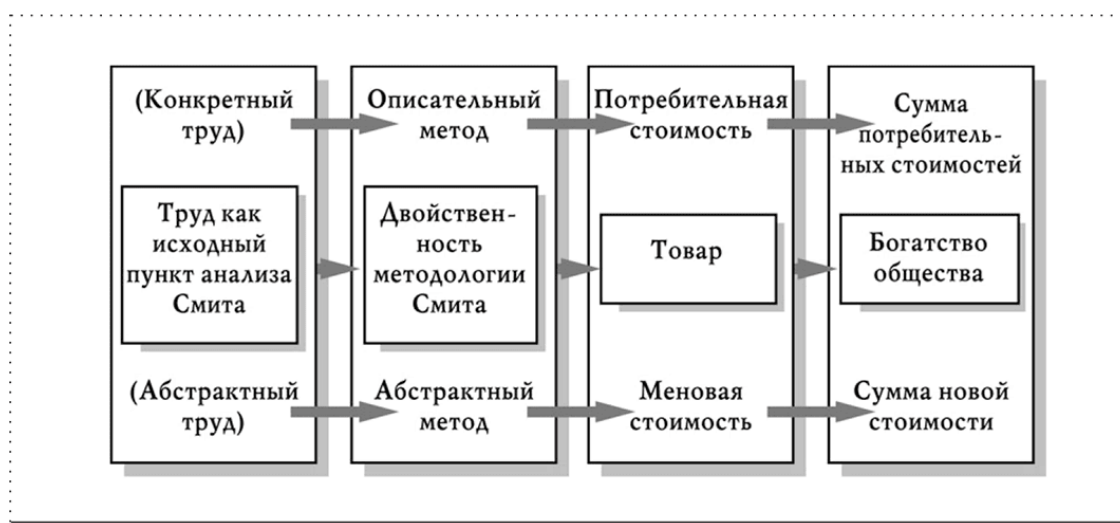 (Конкретный
труд)
Труд как
исходный
пункт анализа
Смита
(Абстрактный
труд)
Описательный
метод
Двойствен-
ность
методологии
Смита
Абстрактный
метод
Потребительная
стоимость
Товар
Меновая
стоимость
Сумма
потребитель-
ных стоимостей
Богатство
общества
Сумма новой
стоимости